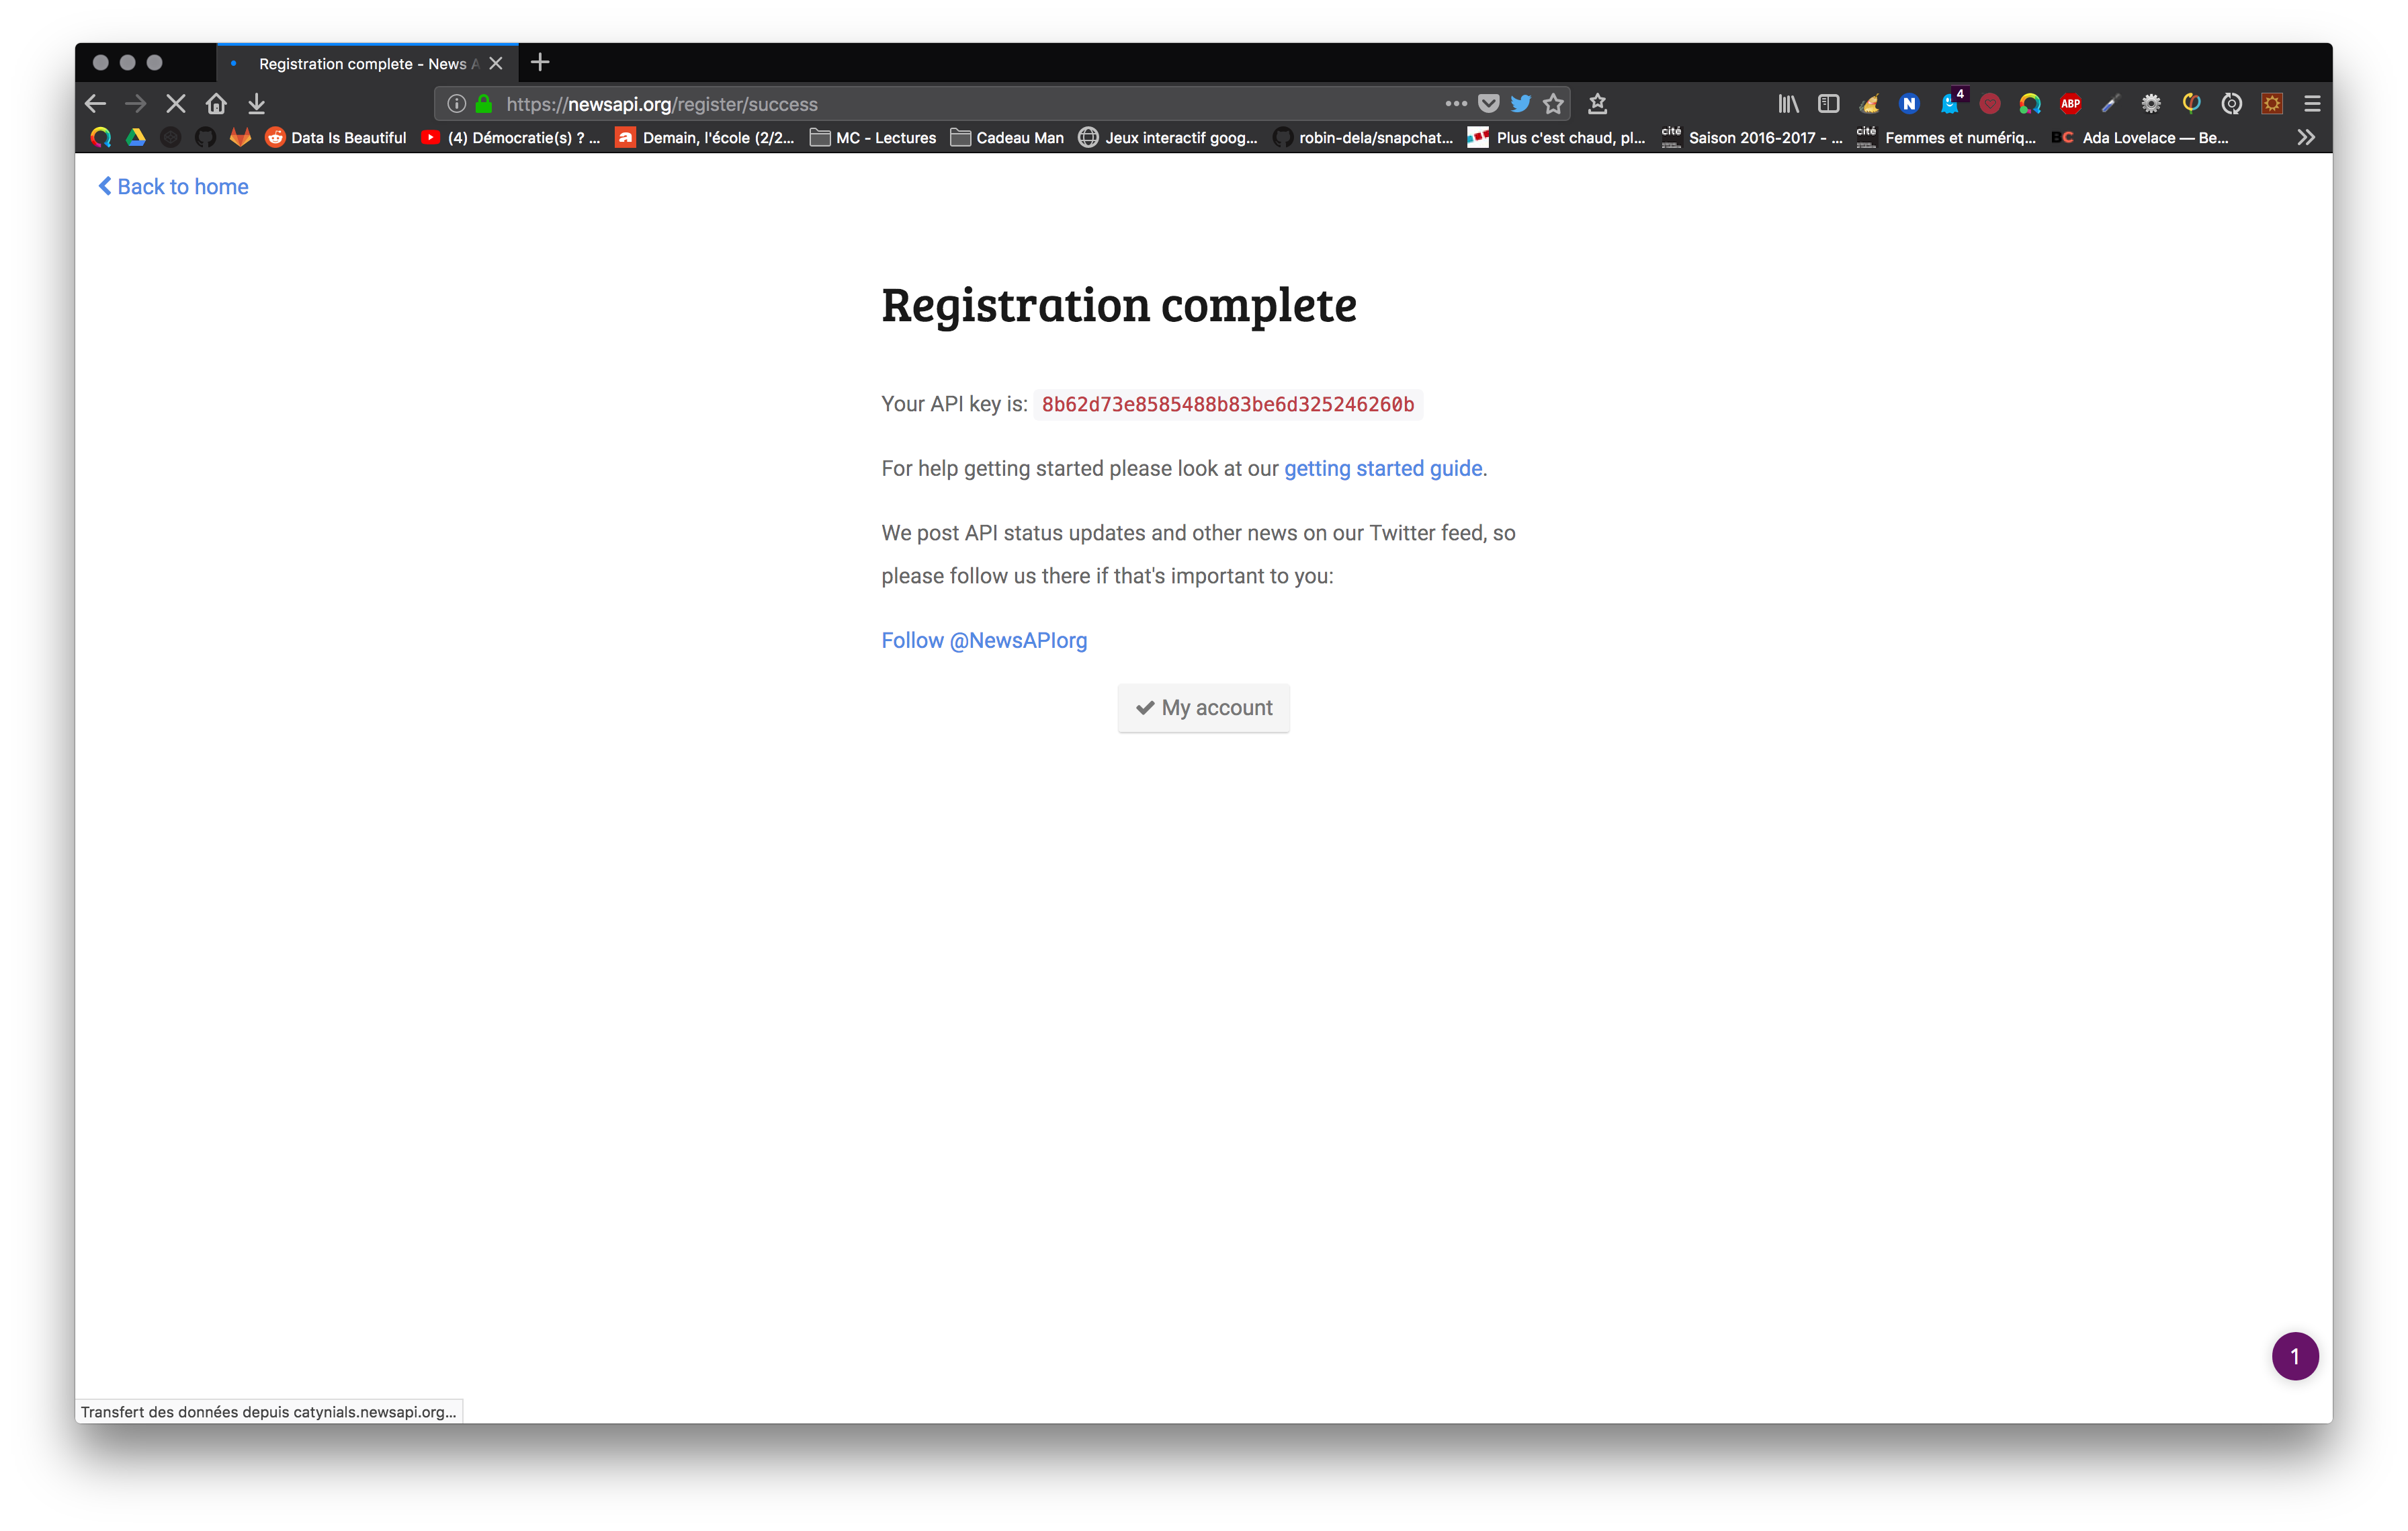 Registration complete - News A
https://newsapi.org/register/success
4
N
ABP
Data Is Beautiful
(4) Démocratie(s) ? ...
a
Demain, l'école (2/2...
MC - Lectures
Cadeau Man
Jeux interactif goog...
robin-dela/snapchat...
Plus c'est chaud, pl...
cité
Saison 2016-2017 - ...
cité
Femmes et numériq...
BC
Ada Lovelace — Be...
Back to home
Registration complete
Your API key is: 8b62d73e8585488b83be6d325246260b
For help getting started please look at our getting started guide.
We post API status updates and other news on our Twitter feed, so
please follow us there if that's important to you:
Follow @NewsAPIorg
My account
1
Transfert des données depuis catynials.newsapi.org...